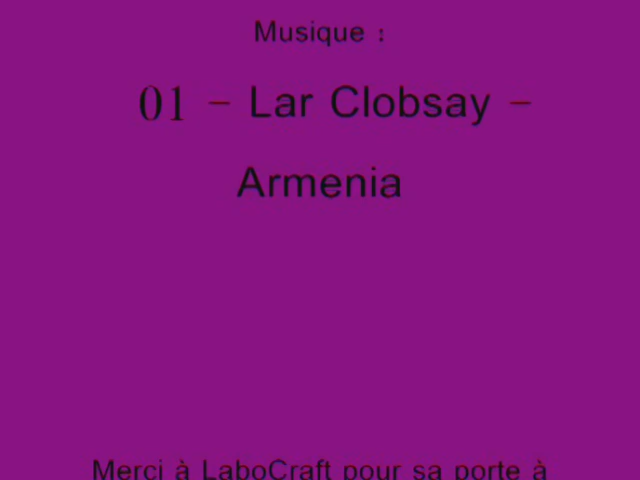 Musique :
01 - Lar Clobsay -
Armenia
Merci à LaboCraft pour sa porte à